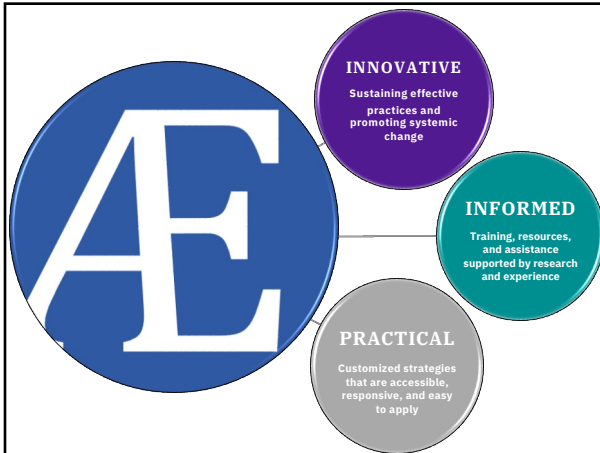 Æ
INNOVATIVE
Sustaining effective
practices and
promoting systemic
change
INFORMED
Training, resources,
and assistance
supported by research
and experience
PRACTICAL
Customized strategies
that are accessible,
responsive, and easy
to apply